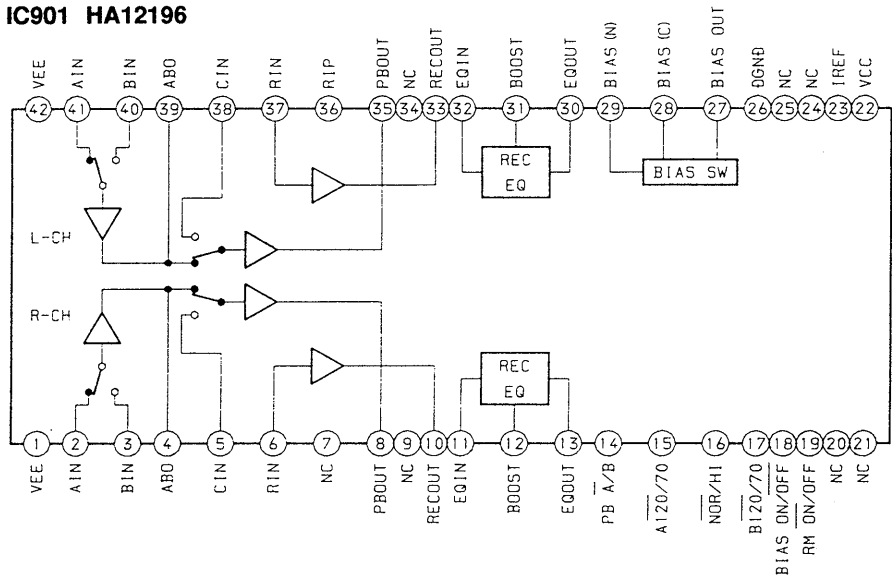 IC901 HA12196
VEE
AIN
BIN
ABO
CIN
RIN
RIP
PBOUT
NC
RECOUT
EQIN
BOOST
EQOUT
BIAS (N)
BIAS (C)
BIAS OUT
DGND
NC
NC
IREF
VCC
42 41 40 39 38 37 36 35 34 33 32 31 30 29 28 27 26 25 24 23 22
REC
EQ
BIAS SW
L-CH
R-CH
REC
EQ
1 2 3 4 5 6 7 8 9 10 11 12 13 14 15 16 17 18 19 20 21
VEE
AIN
BIN
ABO
CIN
RIN
NC
PBOUT
NC
RECOUT
EQIN
BOOST
EQOUT
PB A̅/B
A120/70
NOR/HI
B120/70
BIAS ON/OFF
RM ON/OFF
NC
NC